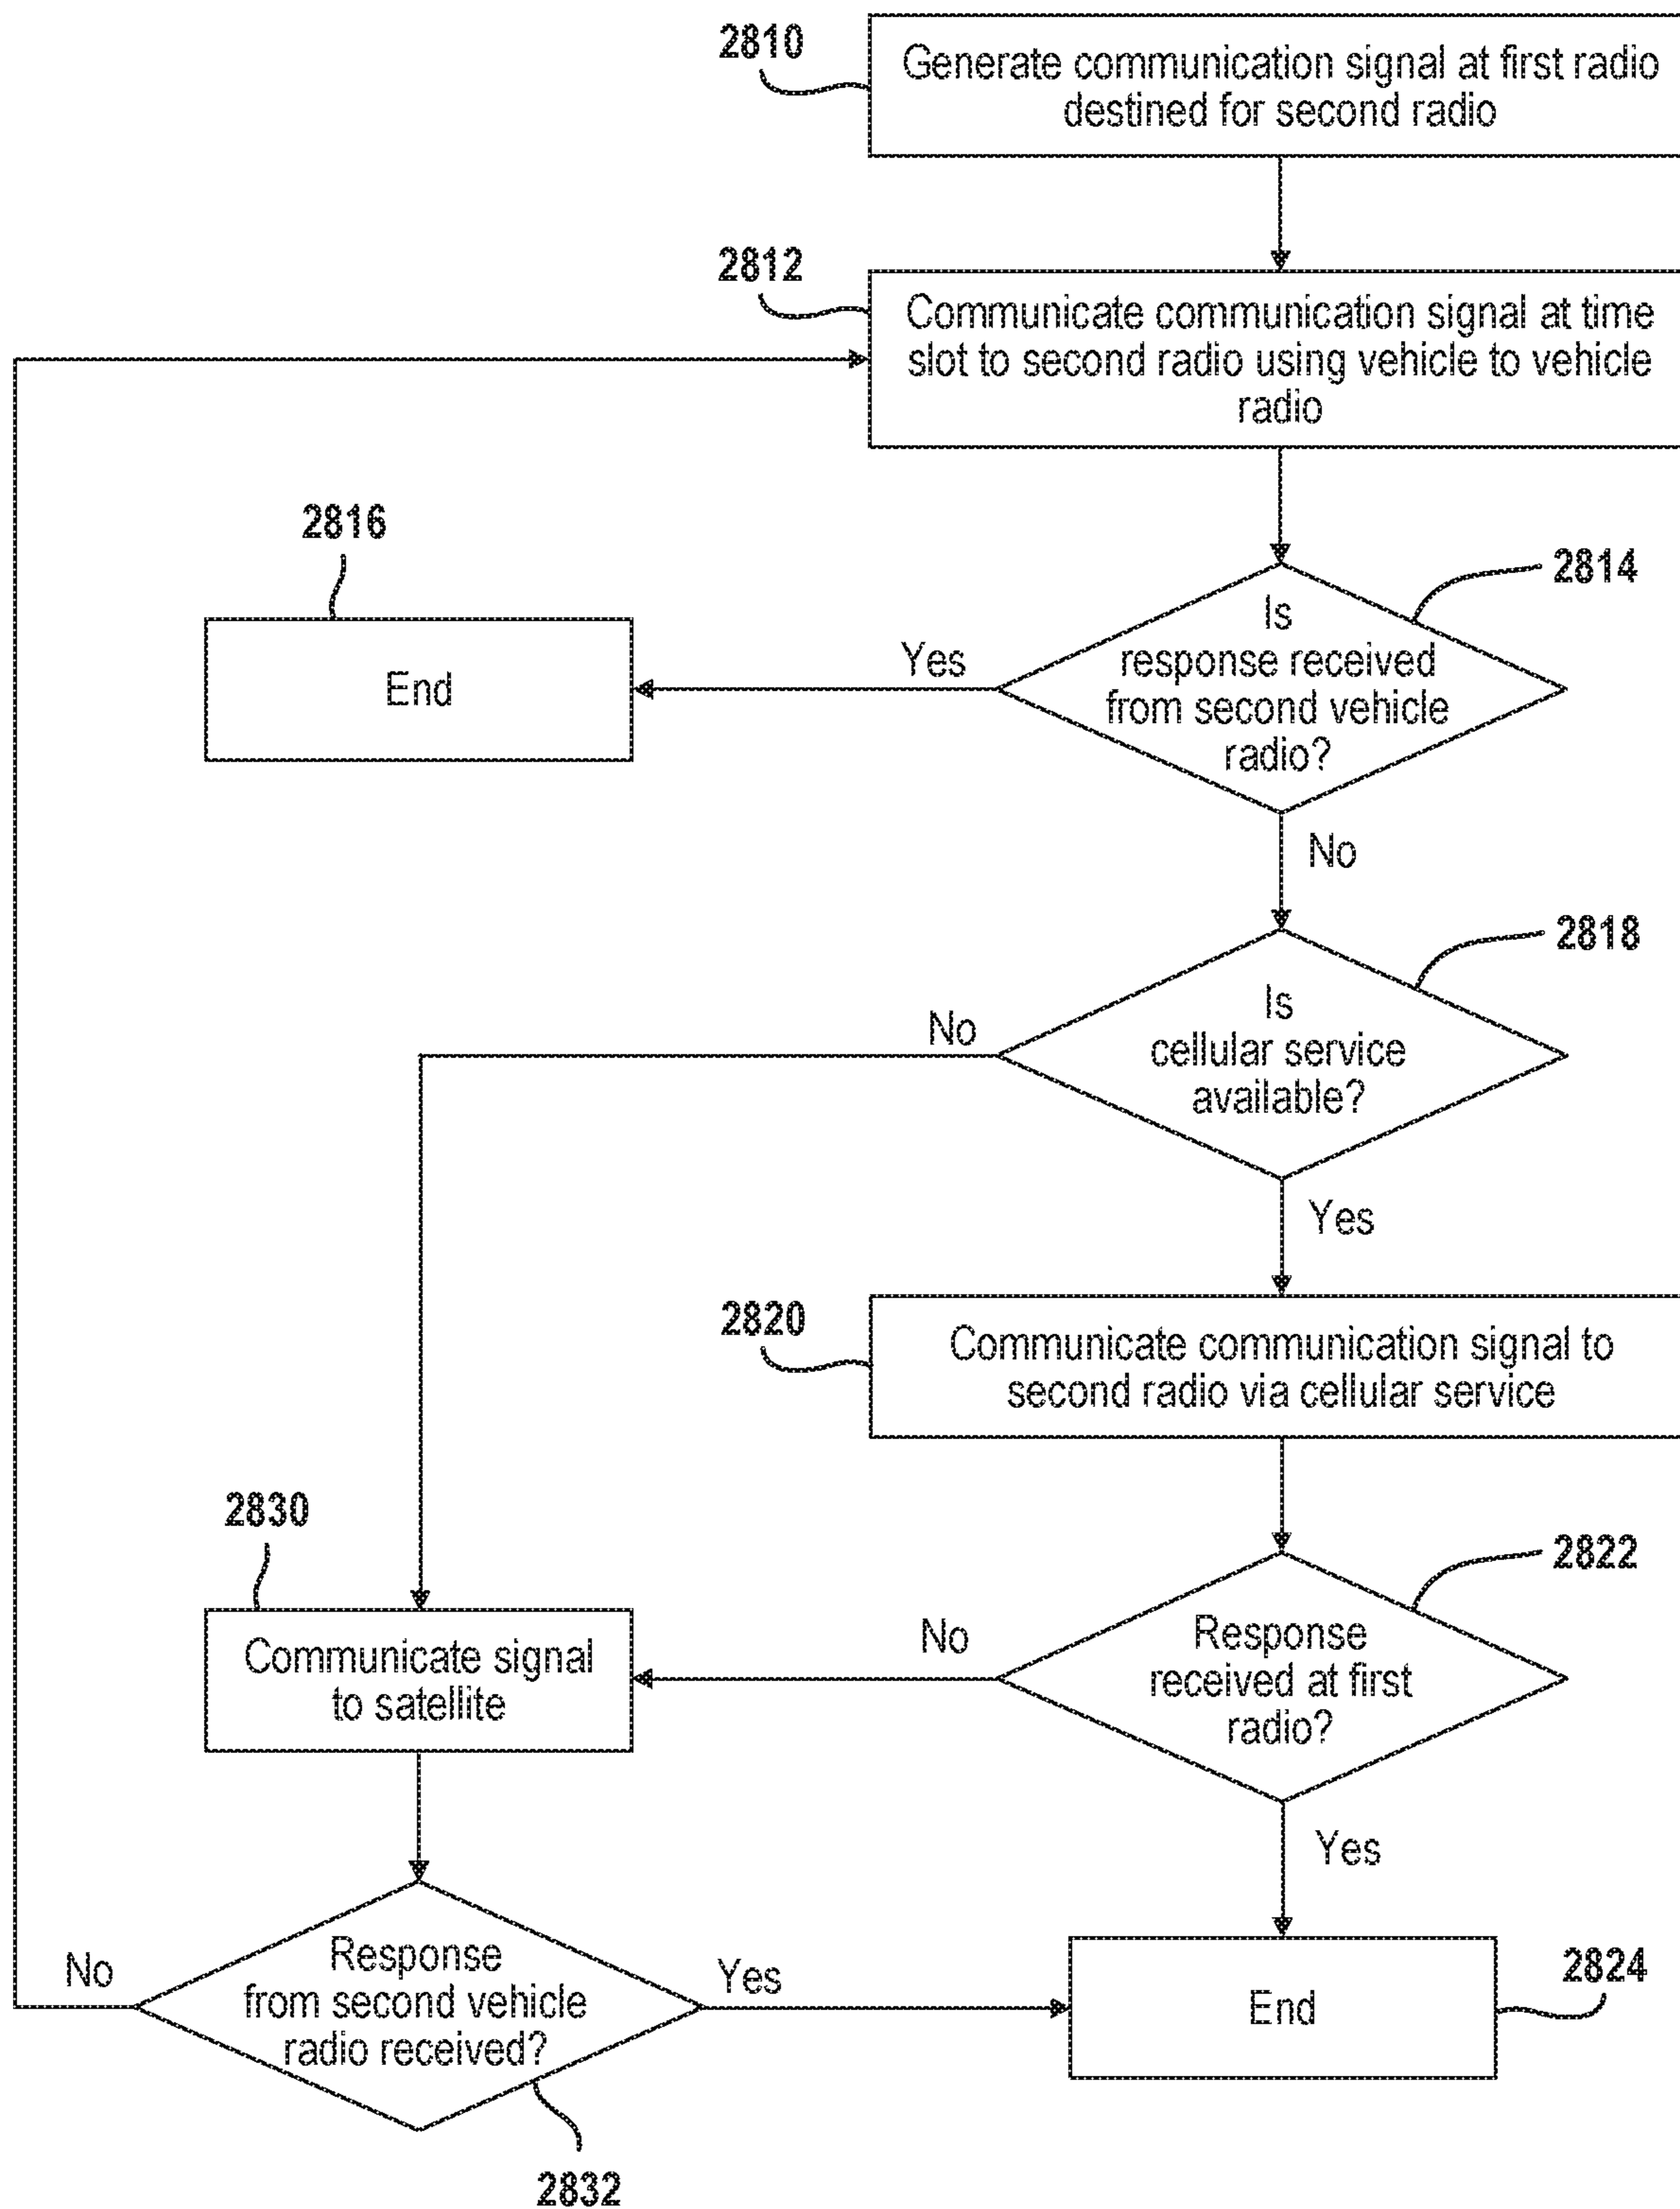 2810
Generate communication signal at first radio
destined for second radio
2812
Communicate communication signal at time
slot to second radio using vehicle to vehicle
radio
2816
End
Yes
2814
Is
response received
from second vehicle
radio?
No
2818
Is
cellular service
available?
No
Yes
2820
Communicate communication signal to
second radio via cellular service
2830
Communicate signal
to satellite
No
2822
Response
received at first
radio?
Yes
No
Response
from second vehicle
radio received?
Yes
2832
End
2824